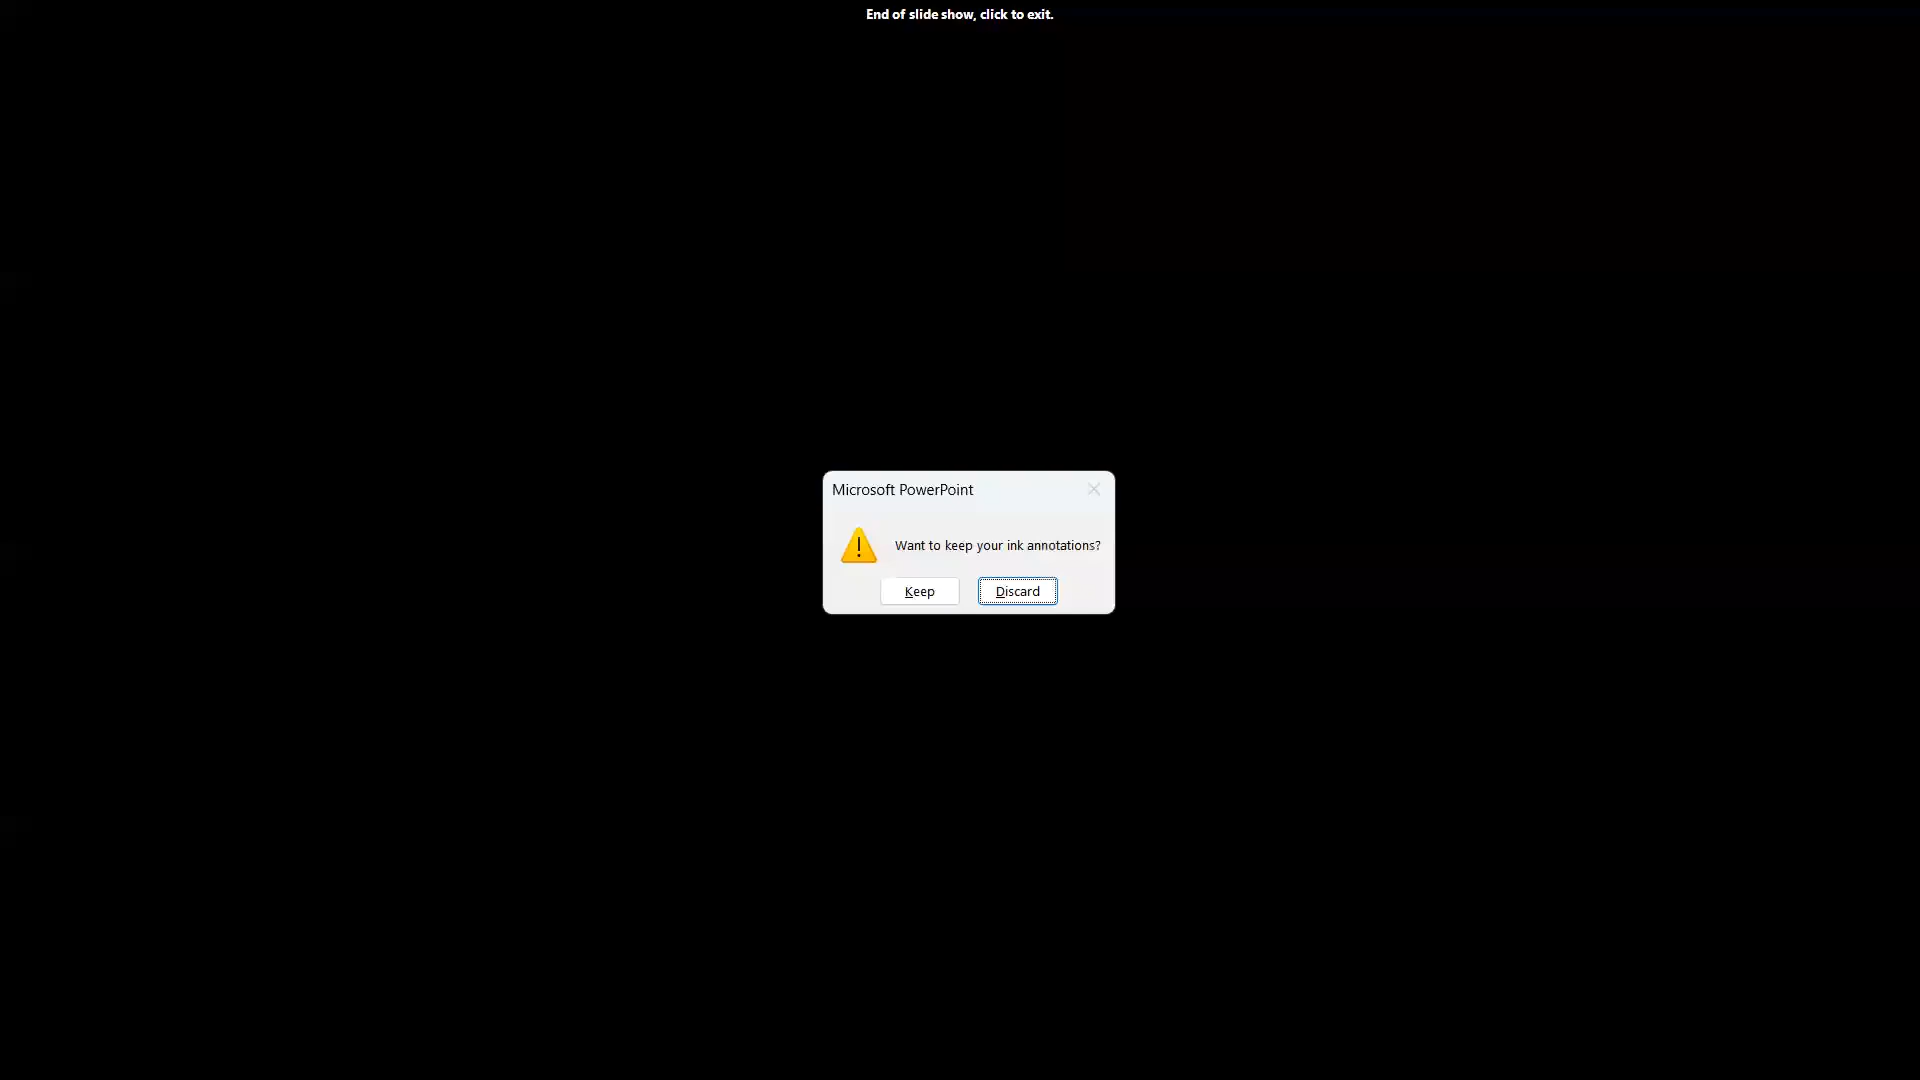 End of slide show, click to exit.
Microsoft PowerPoint
Want to keep your ink annotations?
Keep
Discard